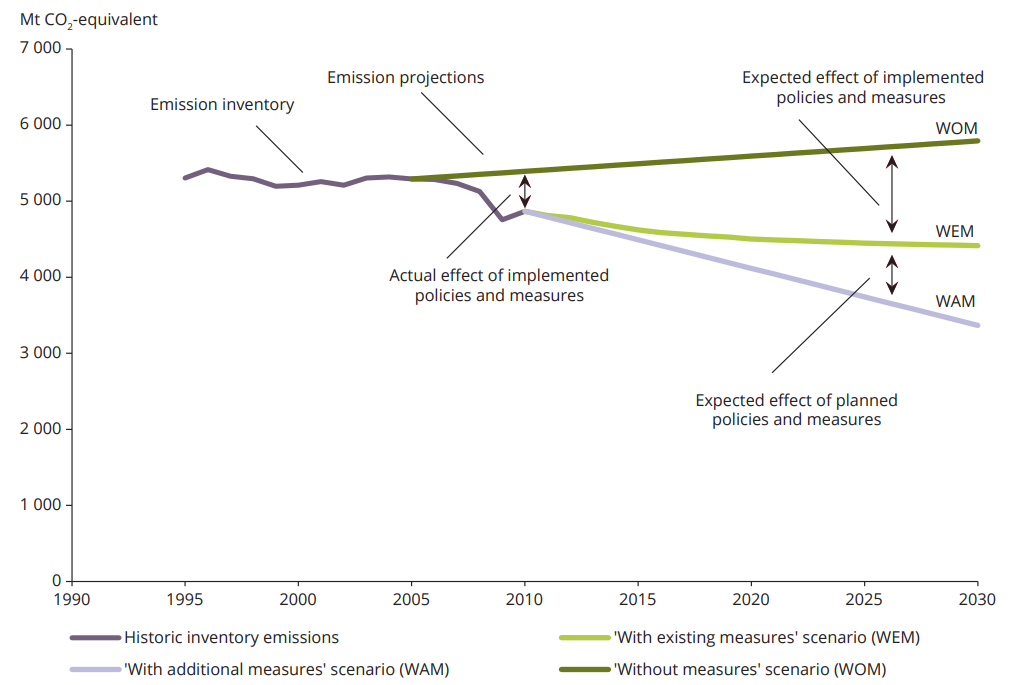 Mt CO₂-equivalent
7 000
6 000
5 000
4 000
3 000
2 000
1 000
0
1990
1995
2000
2005
2010
2015
2020
2025
2030
Emission inventory
Emission projections
Expected effect of implemented
policies and measures
WOM
Actual effect of implemented
policies and measures
WEM
WAM
Expected effect of planned
policies and measures
Historic inventory emissions
'With existing measures' scenario (WEM)
'With additional measures' scenario (WAM)
'Without measures' scenario (WOM)